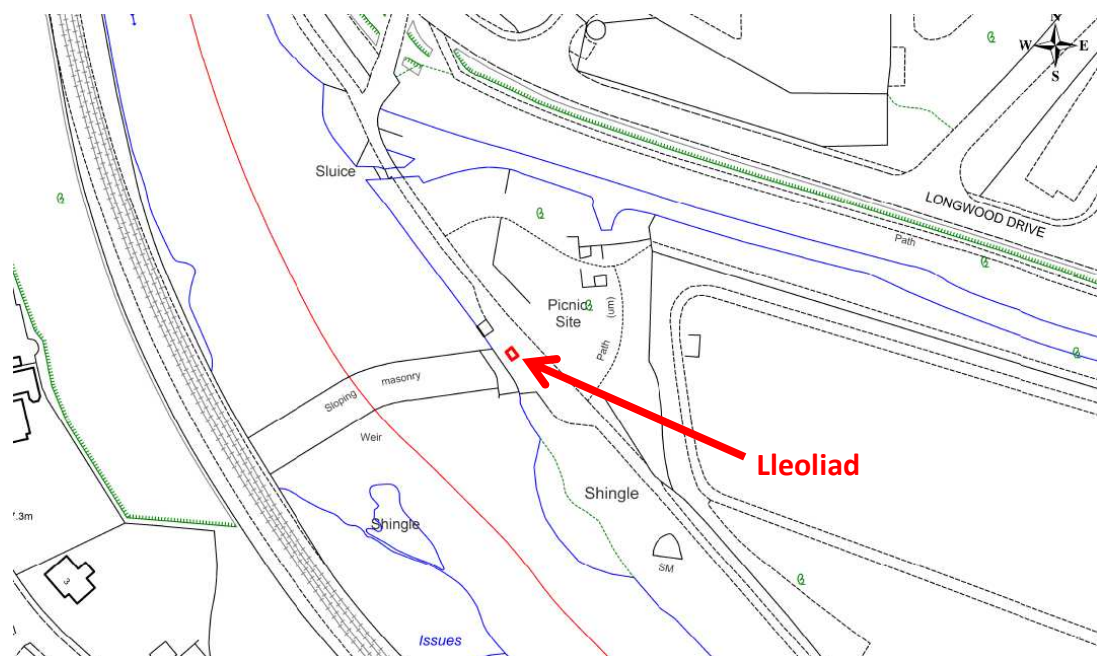 N
W E
S
Sluice
LONGWOOD DRIVE
Path
Picnic
Site
(um)
Path
masonry
Sloping
Weir
Lleoliad
Shingle
Shingle
7.3m
SM
3
Issues